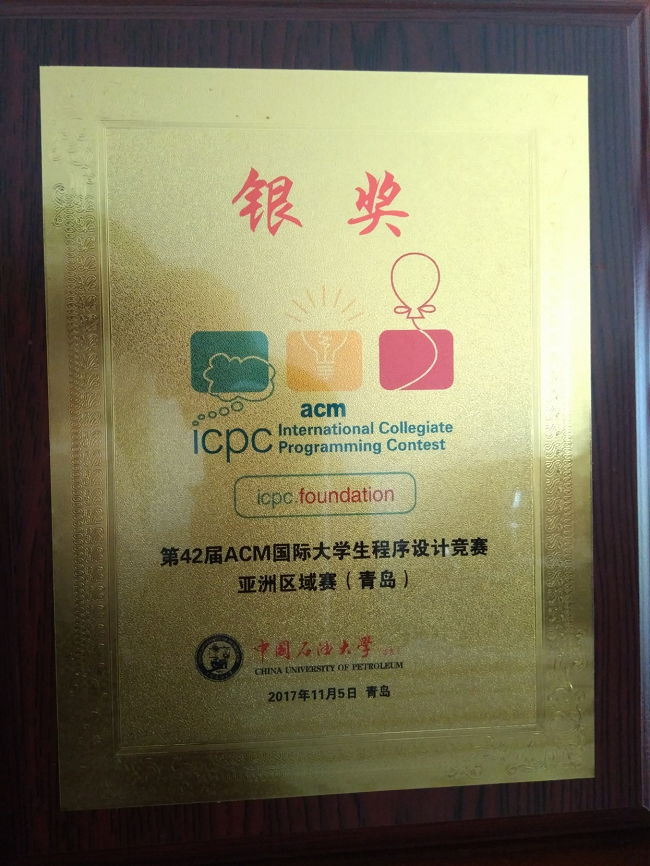 银 奖
acm
icpc International Collegiate
Programming Contest
icpc.foundation
第42届ACM国际大学生程序设计竞赛
亚洲区域赛（青岛）
中国石油大学
CHINA UNIVERSITY OF PETROLEUM
2017年11月5日 青岛